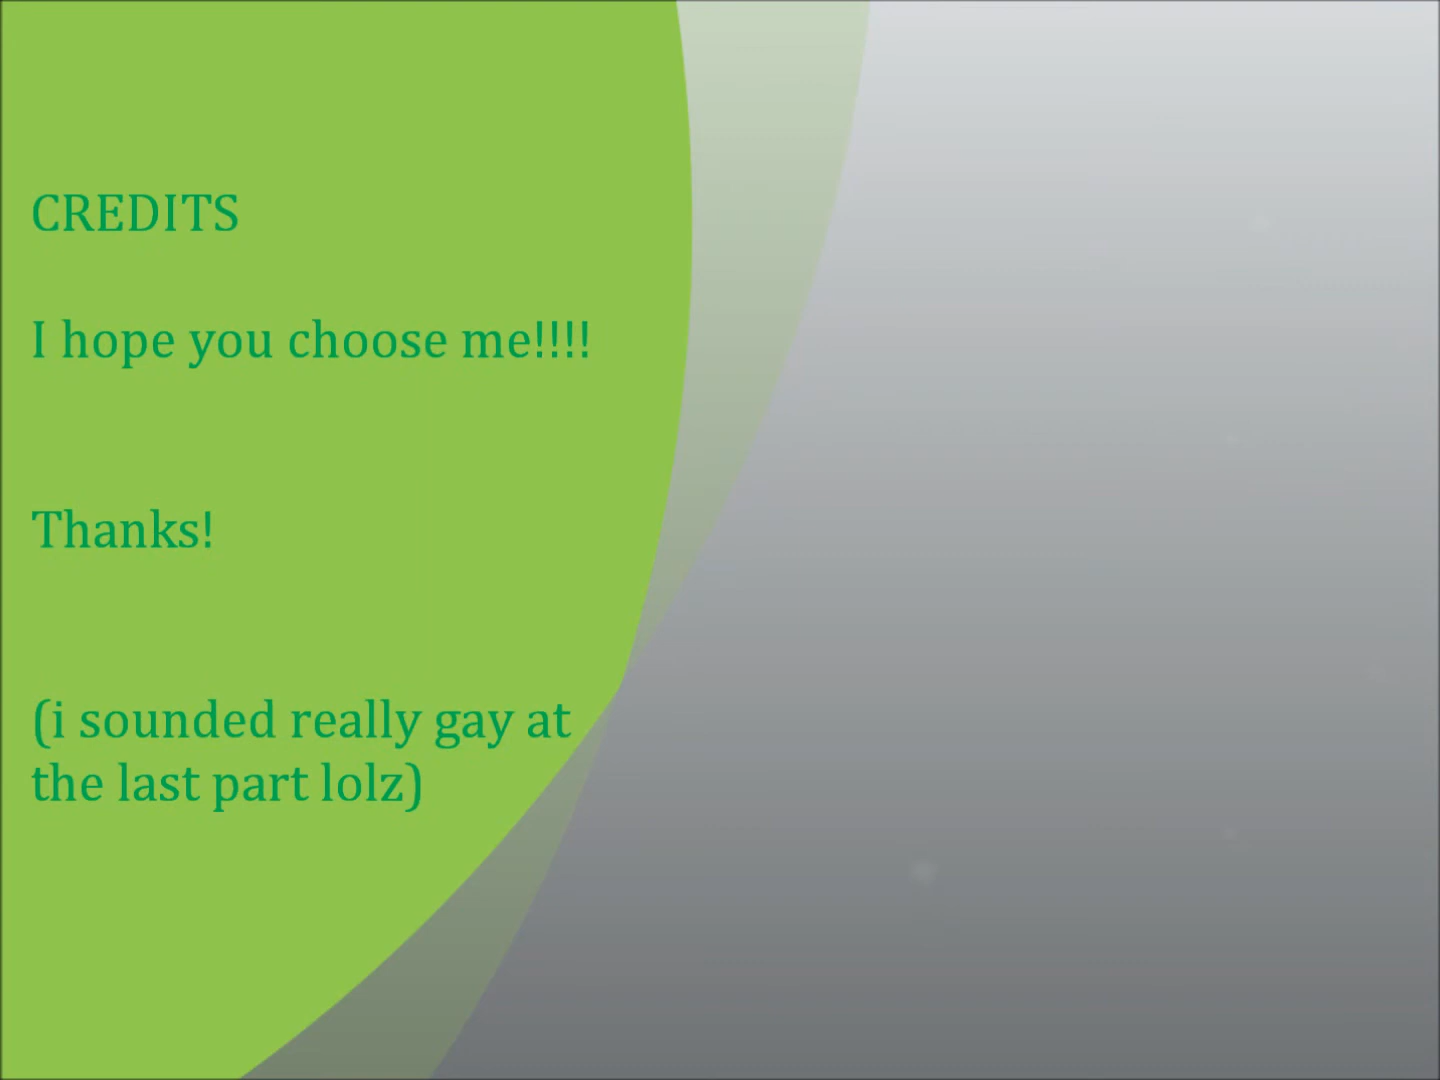 CREDITS
I hope you choose me!!!!
Thanks!
(i sounded really gay at
the last part lolz)